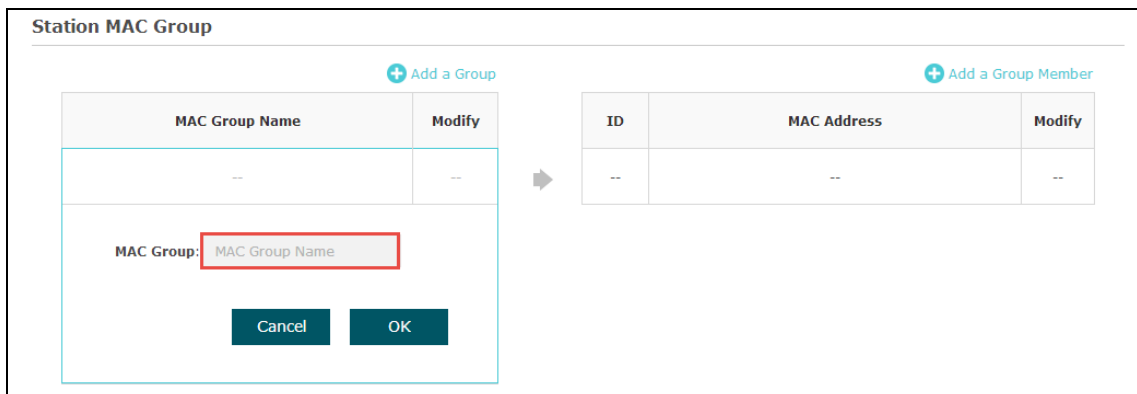 Station MAC Group
Add a Group
Add a Group Member
MAC Group Name Modify
ID MAC Address Modify
-- --
-- -- --
MAC Group: MAC Group Name
Cancel OK